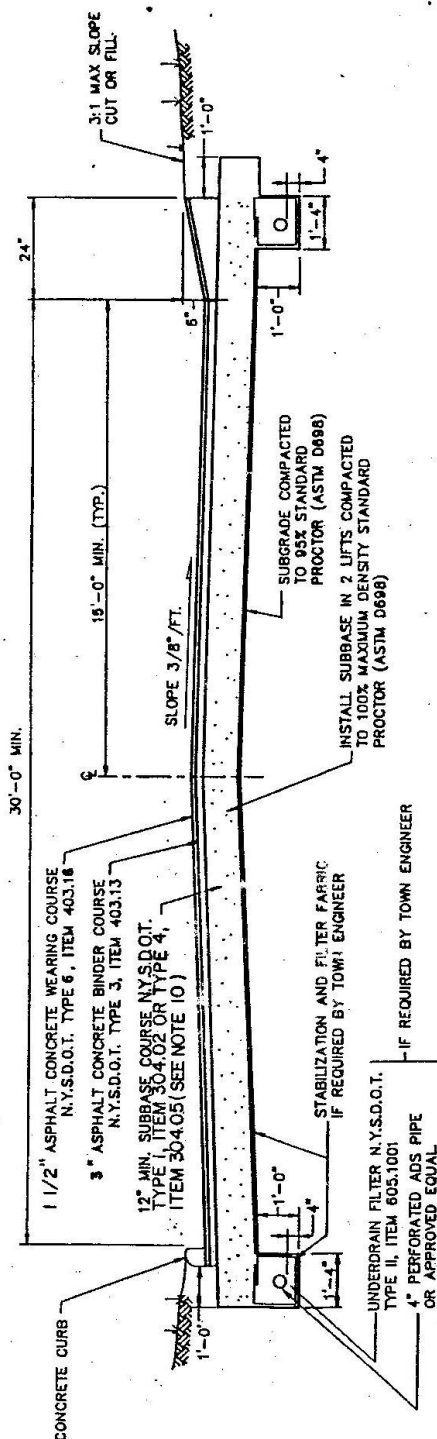 30'-0" MIN.
CONCRETE CURB
1 1/2" ASPHALT CONCRETE WEARING COURSE
N.Y.S.D.O.T. TYPE 6, ITEM 403.16
3" ASPHALT CONCRETE BINDER COURSE
N.Y.S.D.O.T. TYPE 3, ITEM 403.13
12" MIN. SUBBASE COURSE N.Y.S.D.O.T.
TYPE 1, ITEM 304.02 OR TYPE 4,
ITEM 304.05 (SEE NOTE 10)
15'-0" MIN. (TYP.)
24"
3:1 MAX SLOPE
CUT OR FILL
℄
SLOPE 3/8"/FT.
6"
1'-0"
1'-0"
1'-0"
4"
1'-4"
1'-0"
4"
1'-4"
STABILIZATION AND FILTER FABRIC
IF REQUIRED BY TOWN ENGINEER
SUBGRADE COMPACTED
TO 95% STANDARD
PROCTOR (ASTM D698)
INSTALL SUBBASE IN 2 LIFTS COMPACTED
TO 100% MAXIMUM DENSITY STANDARD
PROCTOR (ASTM D698)
UNDERDRAIN FILTER N.Y.S.D.O.T.
TYPE II, ITEM 605.1001
4" PERFORATED ADS PIPE
OR APPROVED EQUAL
IF REQUIRED BY TOWN ENGINEER